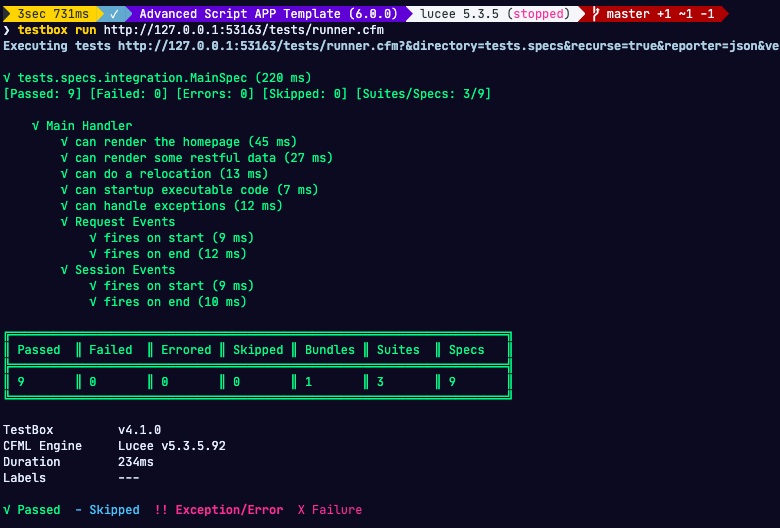 3sec 731ms ✓ Advanced Script APP Template (6.0.0) lucee 5.3.5 (stopped) master +1 ~1 -1
❯ testbox run http://127.0.0.1:53163/tests/runner.cfm
Executing tests http://127.0.0.1:53163/tests/runner.cfm?&directory=tests.specs&recurse=true&reporter=json&ve
√ tests.specs.integration.MainSpec (220 ms)
[Passed: 9] [Failed: 0] [Errors: 0] [Skipped: 0] [Suites/Specs: 3/9]
√ Main Handler
√ can render the homepage (45 ms)
√ can render some restful data (27 ms)
√ can do a relocation (13 ms)
√ can startup executable code (7 ms)
√ can handle exceptions (12 ms)
√ Request Events
√ fires on start (9 ms)
√ fires on end (12 ms)
√ Session Events
√ fires on start (9 ms)
√ fires on end (10 ms)
║ Passed ║ Failed ║ Errored ║ Skipped ║ Bundles ║ Suites ║ Specs ║
║ 9 ║ 0 ║ 0 ║ 0 ║ 1 ║ 3 ║ 9 ║
TestBox v4.1.0
CFML Engine Lucee v5.3.5.92
Duration 234ms
Labels ---
√ Passed - Skipped !! Exception/Error X Failure